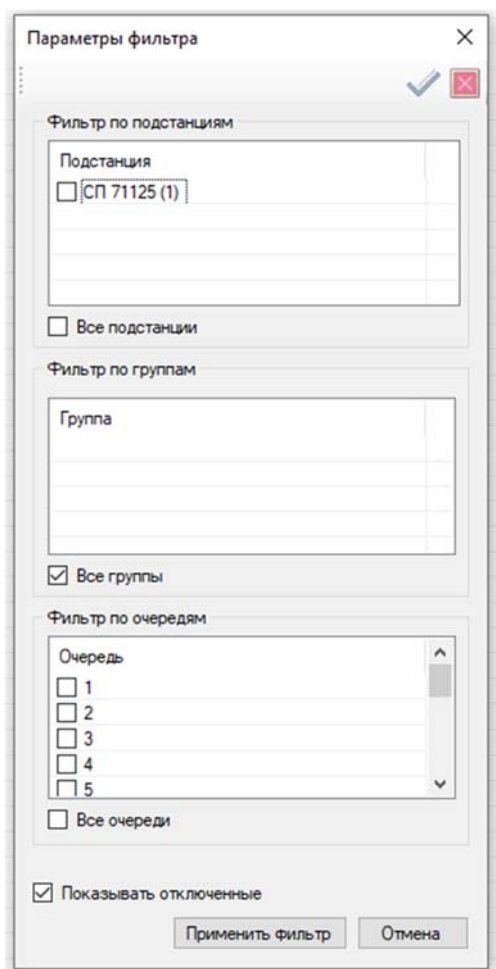 Параметры фильтра
Фильтр по подстанциям
Подстанция
СП 71125 (1)
Все подстанции
Фильтр по группам
Группа
Все группы
Фильтр по очередям
Очередь
1
2
3
4
5
Все очереди
Показывать отключенные
Применить фильтр Отмена